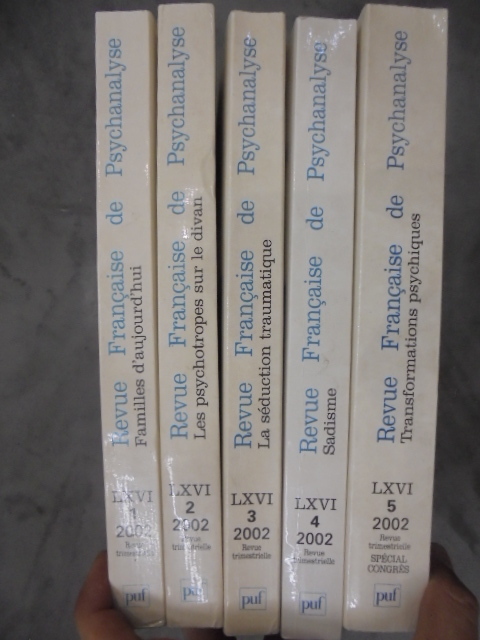 Revue Française de Psychanalyse
Familles d'aujourd'hui
LXVI
1
2002
Revue
trimestrielle
puf
Revue Française de Psychanalyse
Les psychotropes sur le divan
LXVI
2
2002
Revue
trimestrielle
puf
Revue Française de Psychanalyse
La séduction traumatique
LXVI
3
2002
Revue
trimestrielle
puf
Revue Française de Psychanalyse
Sadisme
LXVI
4
2002
Revue
trimestrielle
puf
Revue Française de Psychanalyse
Transformations psychiques
LXVI
5
2002
Revue
trimestrielle
SPÉCIAL
CONGRÈS
puf